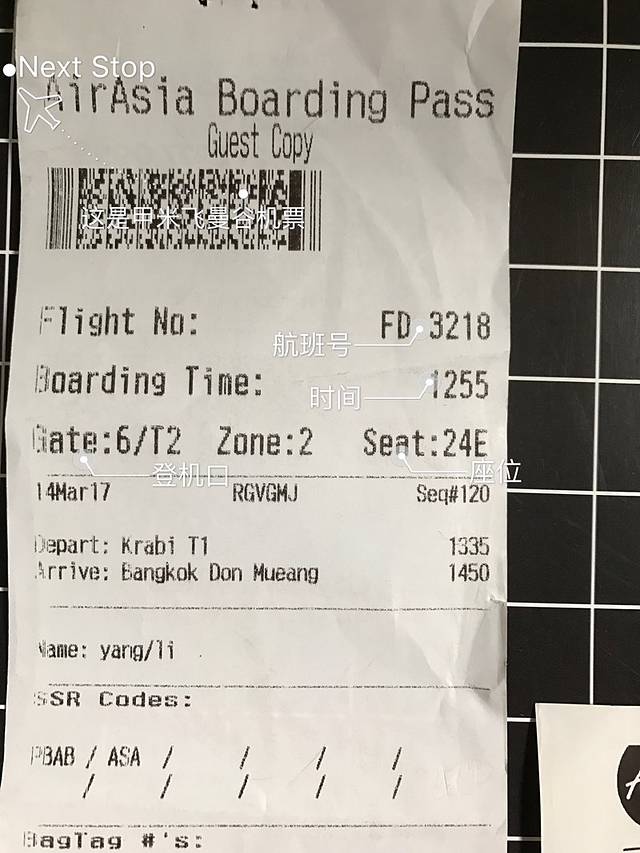 Next Stop
AirAsia Boarding Pass
Guest Copy
这是甲米飞曼谷机票
Flight No: FD 3218
航班号
Boarding Time: 1255
时间
Gate:6/T2 Zone:2 Seat:24E
登机口 座位
14Mar17 RGVGMJ Seq#120
Depart: Krabi T1 1335
Arrive: Bangkok Don Mueang 1450
Name: yang/li
SSR Codes:
PBAB / ASA / / / /
/ / / / /
BagTag #'s: